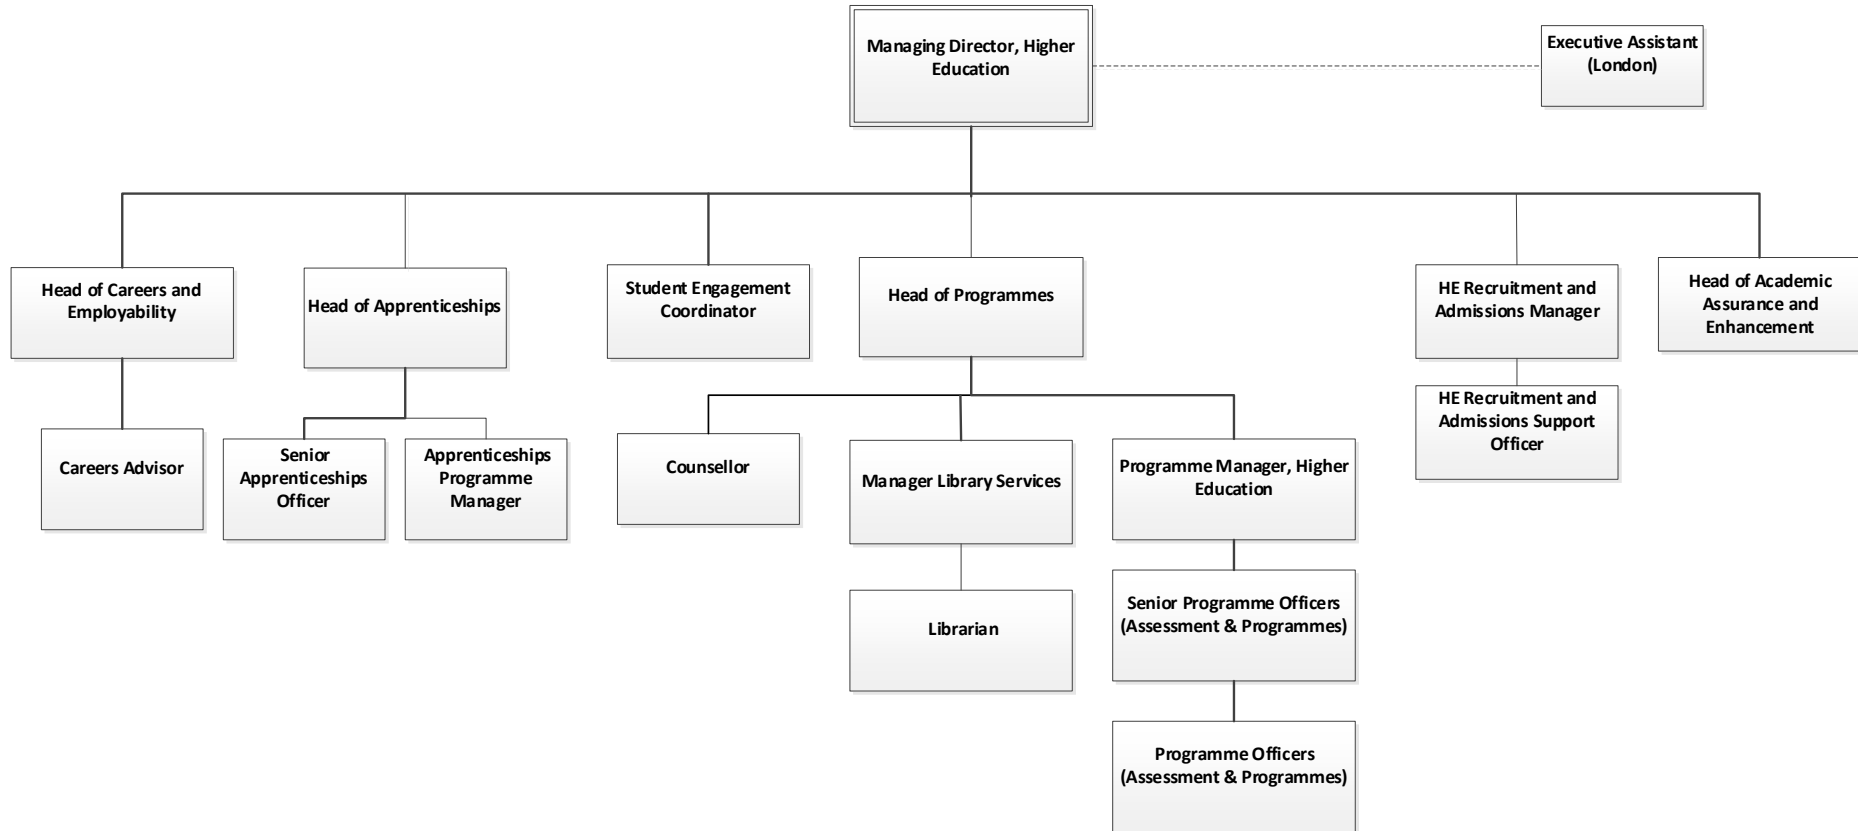 Managing Director, Higher
Education
Executive Assistant
(London)
Head of Careers and
Employability
Head of Apprenticeships
Student Engagement
Coordinator
Head of Programmes
HE Recruitment and
Admissions Manager
Head of Academic
Assurance and
Enhancement
Careers Advisor
Senior
Apprenticeships
Officer
Apprenticeships
Programme
Manager
Counsellor
Manager Library Services
Programme Manager, Higher
Education
HE Recruitment and
Admissions Support
Officer
Librarian
Senior Programme Officers
(Assessment & Programmes)
Programme Officers
(Assessment & Programmes)